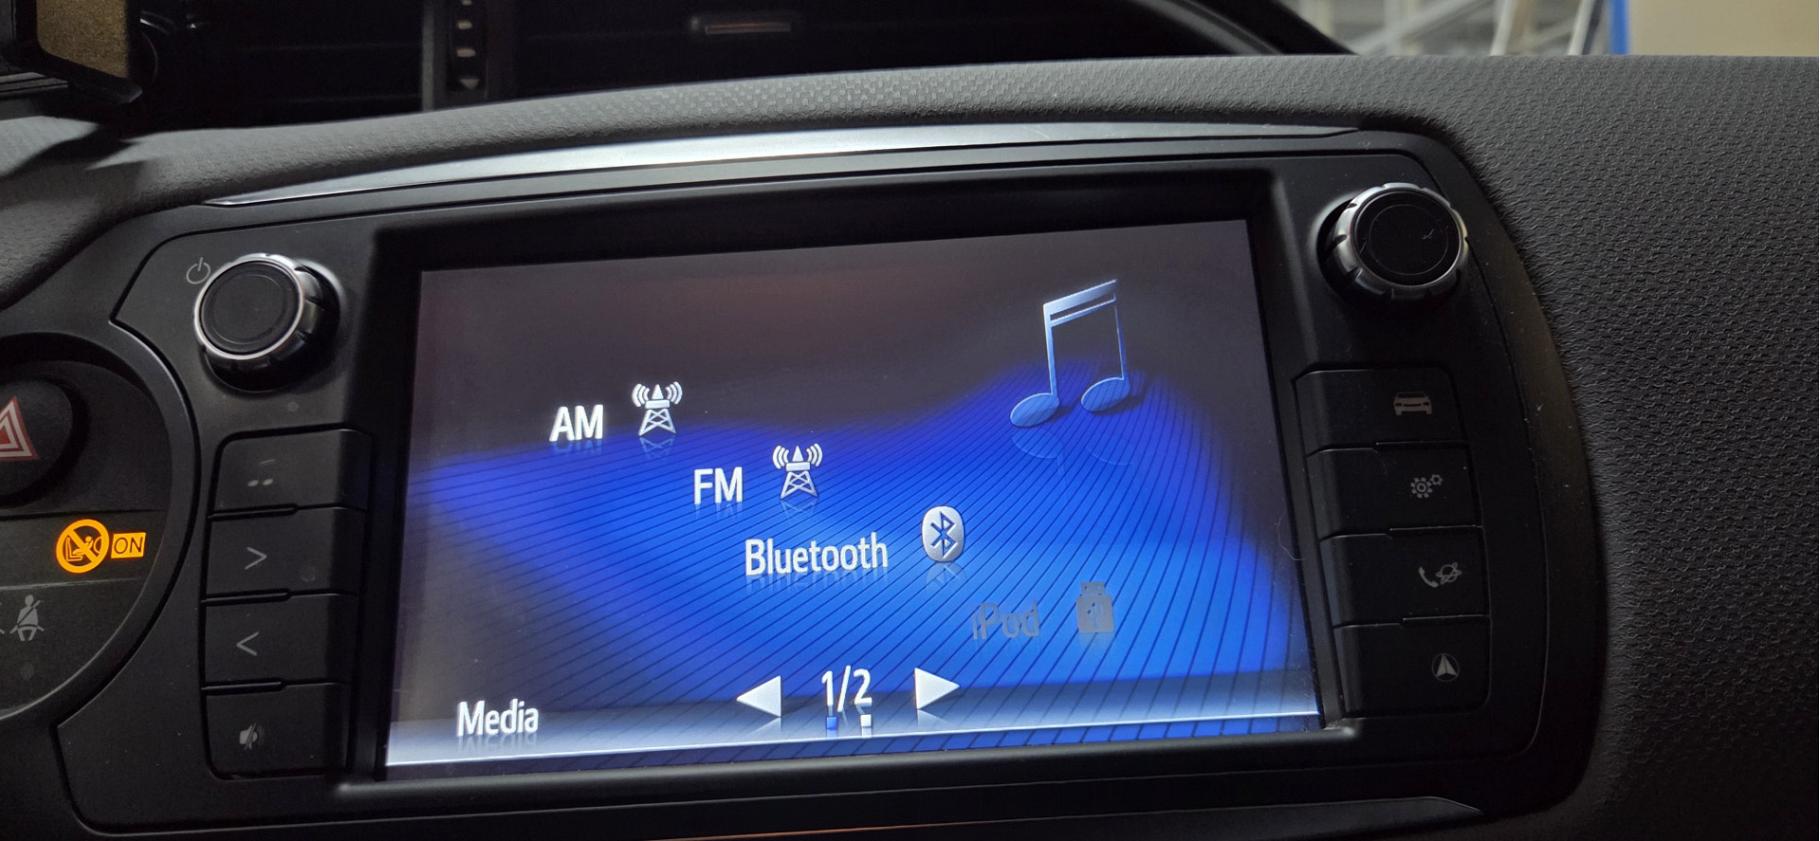 AM
FM
Bluetooth
iPod
Media
1/2
ON